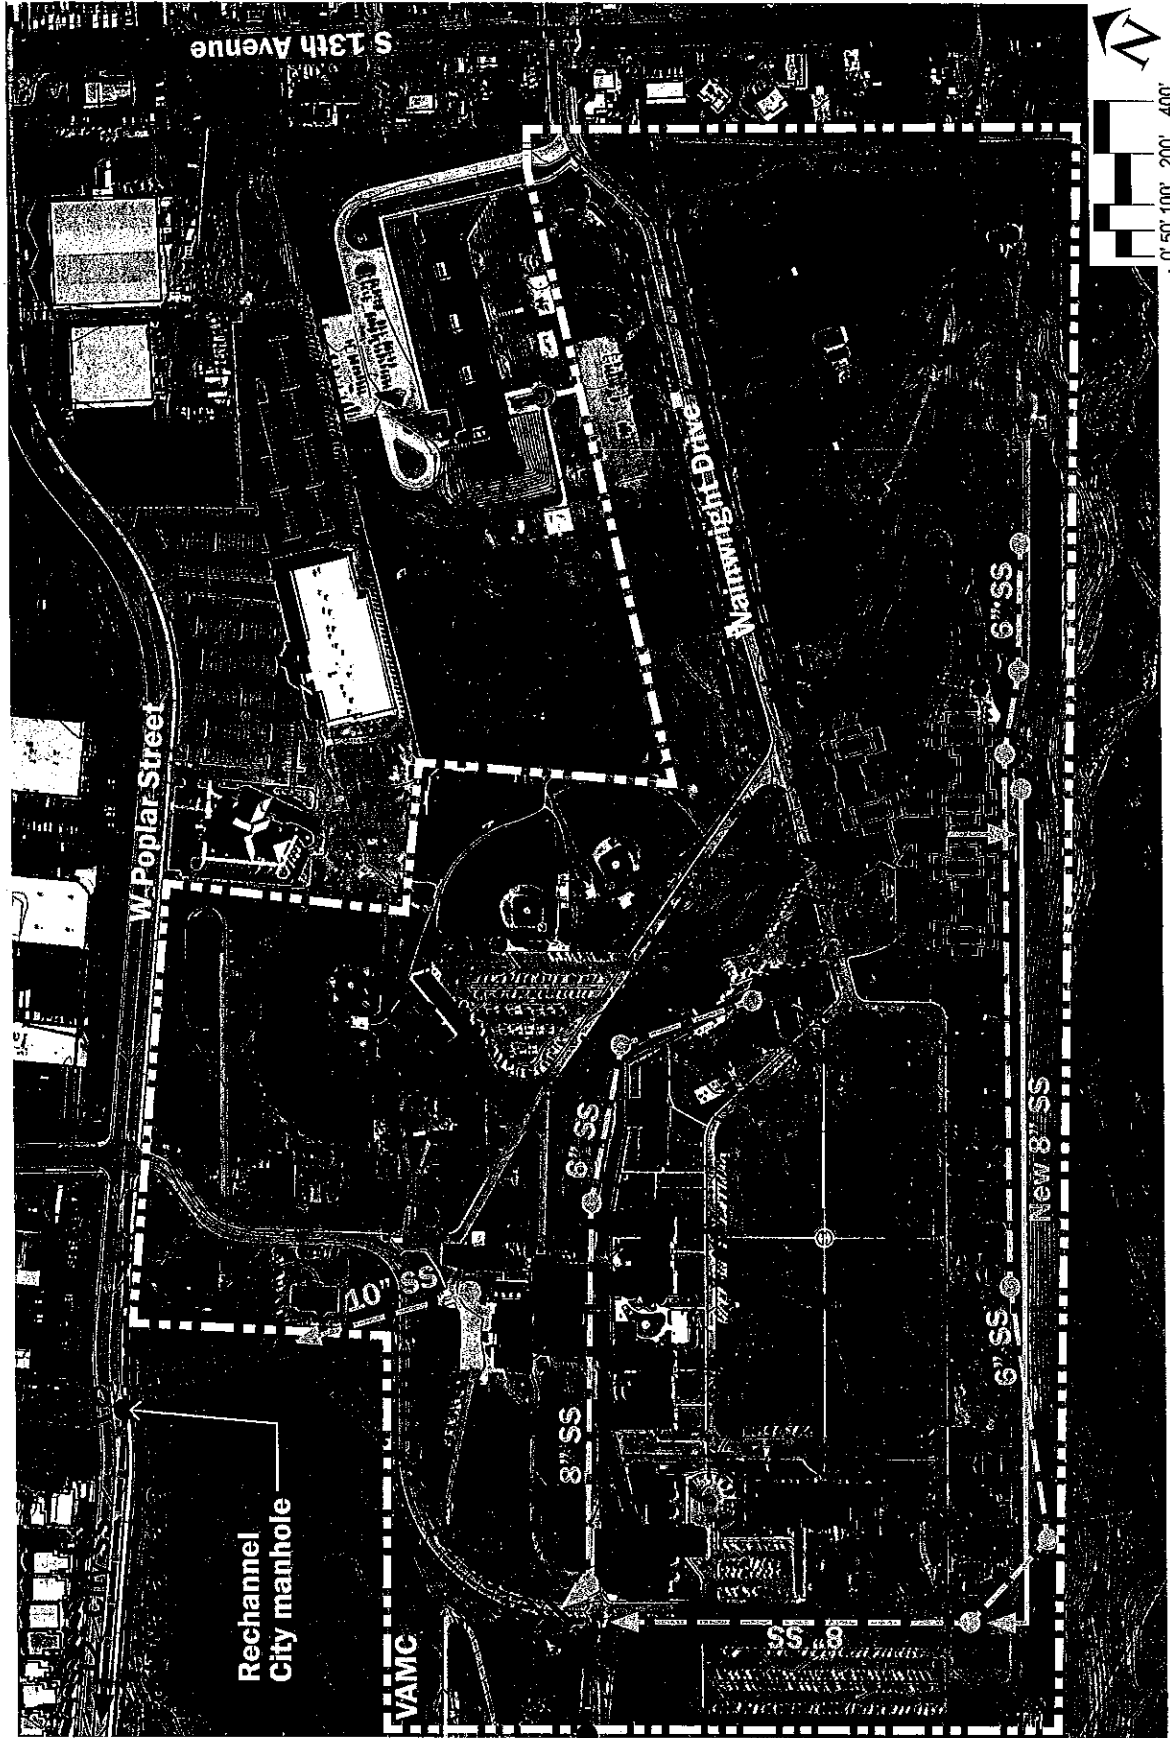 S 13th Avenue
W Poplar Street
Wainwright Drive
6" SS
10" SS
6" SS
New 8" SS
6" SS
8" SS
8" SS
Rechannel
City manhole
VAMC
N
0' 50' 100' 200' 400'